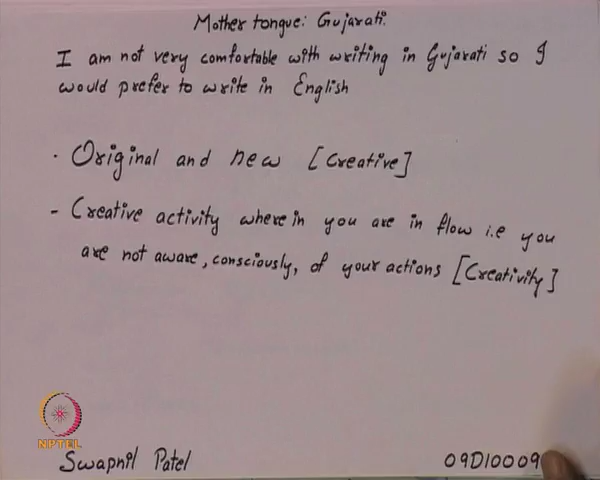 Mother tongue: Gujarati.
I am not very comfortable with writing in Gujarati so I
would prefer to write in English
· Original and new [Creative]
- Creative activity where in you are in flow i.e you
are not aware, consciously, of your actions [Creativity]
NPTEL
Swapnil Patel 09D10009